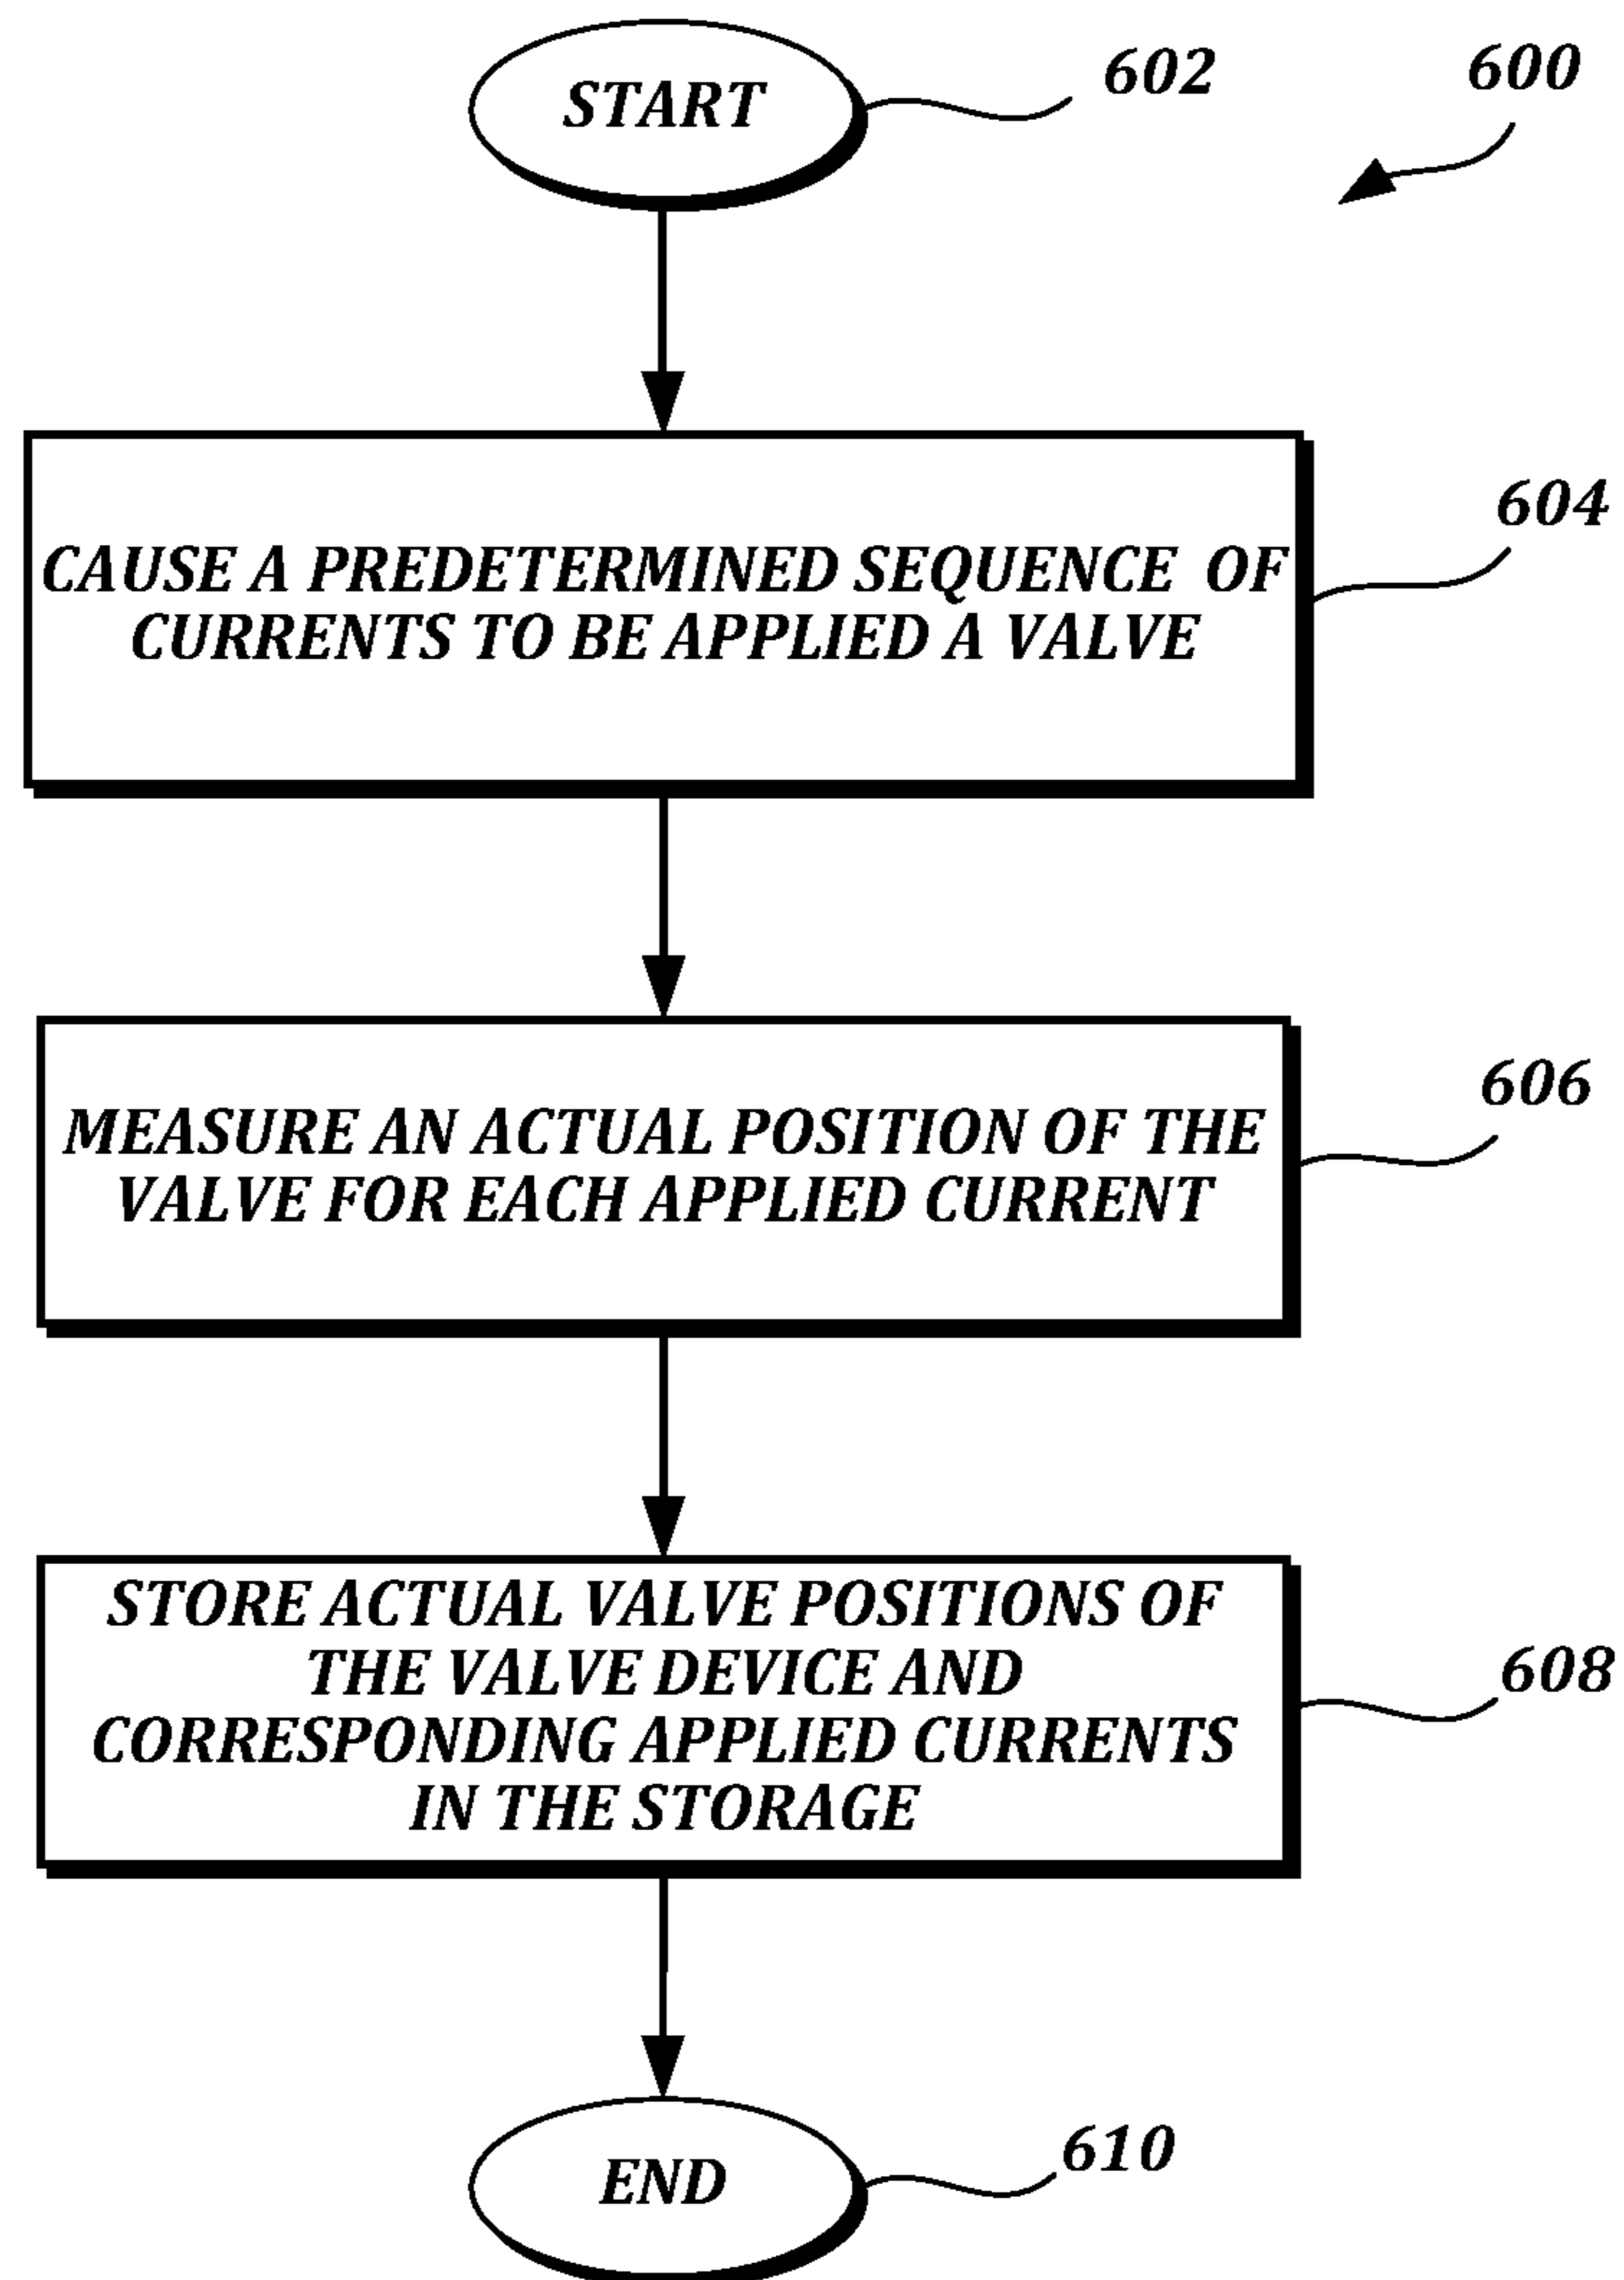 START
602
600
CAUSE A PREDETERMINED SEQUENCE OF
CURRENTS TO BE APPLIED A VALVE
604
MEASURE AN ACTUAL POSITION OF THE
VALVE FOR EACH APPLIED CURRENT
606
STORE ACTUAL VALVE POSITIONS OF
THE VALVE DEVICE AND
CORRESPONDING APPLIED CURRENTS
IN THE STORAGE
608
END
610